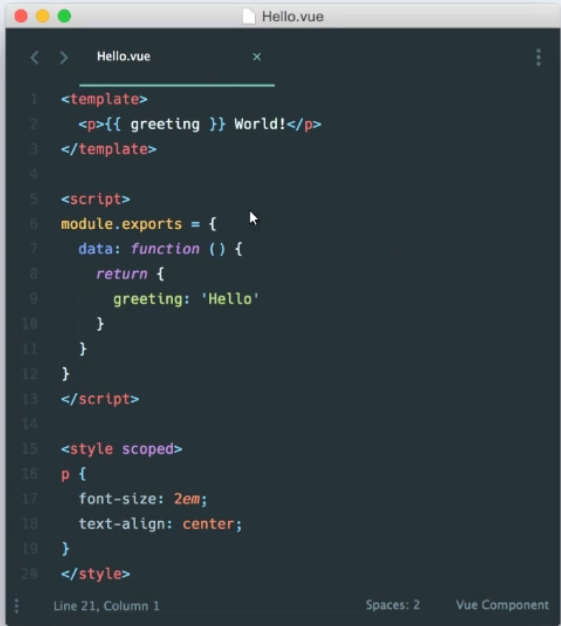 Hello.vue
Hello.vue ×
1 <template>
2   <p>{{ greeting }} World!</p>
3 </template>
4
5 <script>
6 module.exports = {
7   data: function () {
8     return {
9       greeting: 'Hello'
10     }
11   }
12 }
13 </script>
14
15 <style scoped>
16 p {
17   font-size: 2em;
18   text-align: center;
19 }
20 </style>
Line 21, Column 1 Spaces: 2 Vue Component